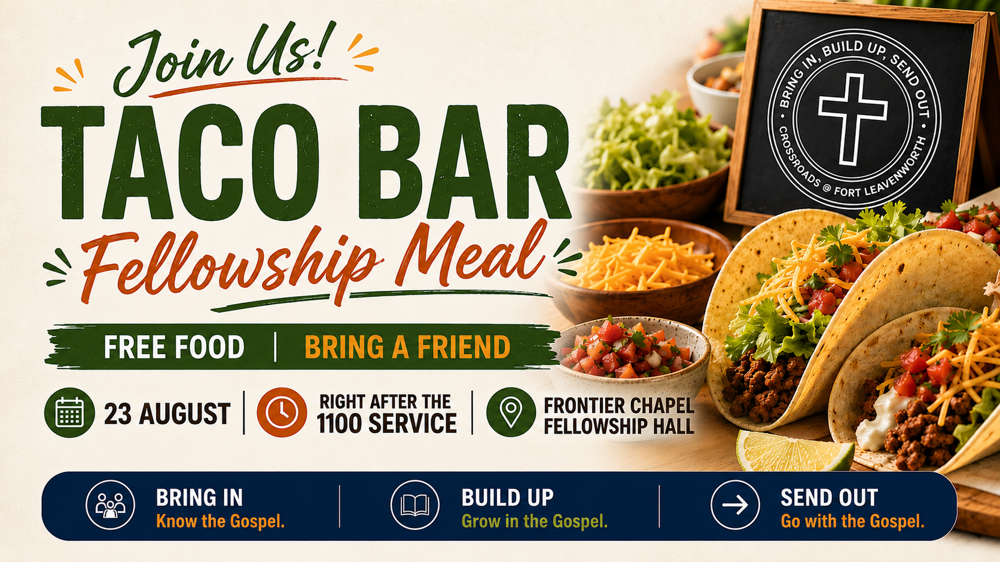 Join Us!
TACO BAR
Fellowship Meal
FREE FOOD | BRING A FRIEND
23 AUGUST
RIGHT AFTER THE
1100 SERVICE
FRONTIER CHAPEL
FELLOWSHIP HALL
• BRING IN, BUILD UP, SEND OUT •
CROSSROADS @ FORT LEAVENWORTH
BRING IN
Know the Gospel.
BUILD UP
Grow in the Gospel.
SEND OUT
Go with the Gospel.